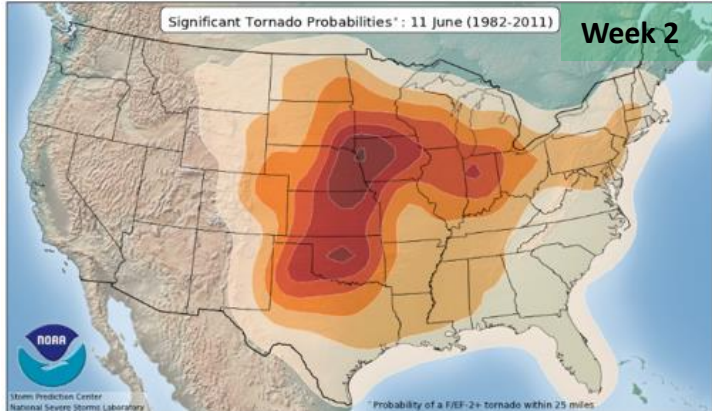 Significant Tornado Probabilities*: 11 June (1982-2011)
Week 2
NOAA
Storm Prediction Center
National Severe Storms Laboratory
*Probability of a F/EF-2+ tornado within 25 miles